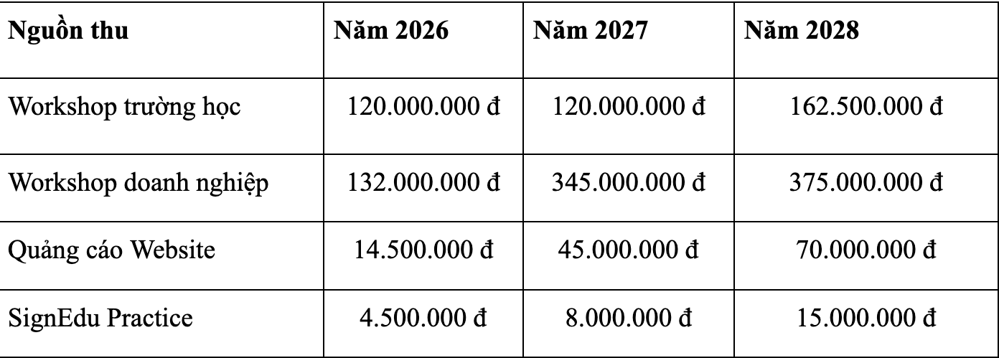 Nguồn thu Năm 2026 Năm 2027 Năm 2028
Workshop trường học 120.000.000 đ 120.000.000 đ 162.500.000 đ
Workshop doanh nghiệp 132.000.000 đ 345.000.000 đ 375.000.000 đ
Quảng cáo Website 14.500.000 đ 45.000.000 đ 70.000.000 đ
SignEdu Practice 4.500.000 đ 8.000.000 đ 15.000.000 đ